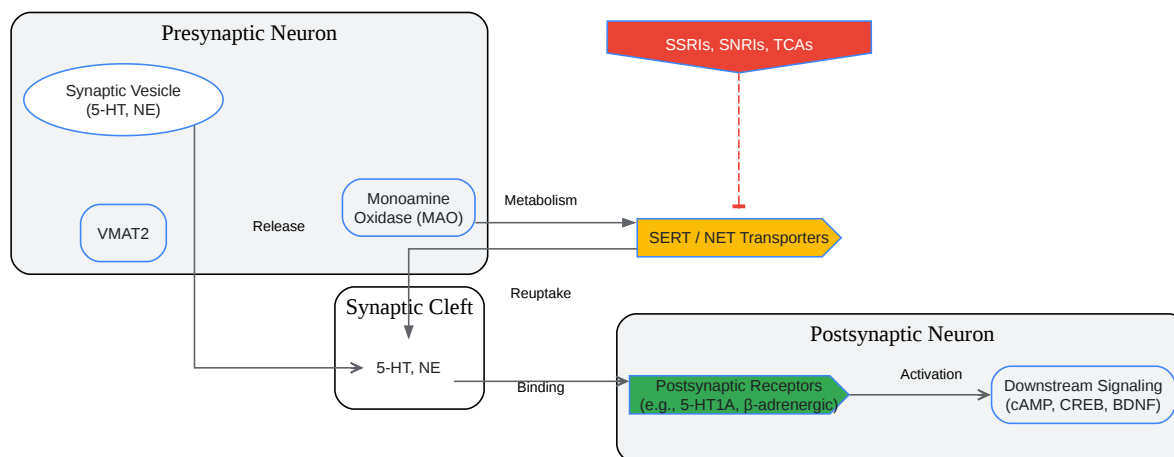 Presynaptic Neuron
SSRIs, SNRIs, TCAs
Synaptic Vesicle
(5-HT, NE)
Monoamine
Oxidase (MAO)
Metabolism
VMAT2
Release
SERT / NET Transporters
Reuptake
Synaptic Cleft
5-HT, NE
Binding
Postsynaptic Neuron
Postsynaptic Receptors
(e.g., 5-HT1A, β-adrenergic)
Activation
Downstream Signaling
(cAMP, CREB, BDNF)